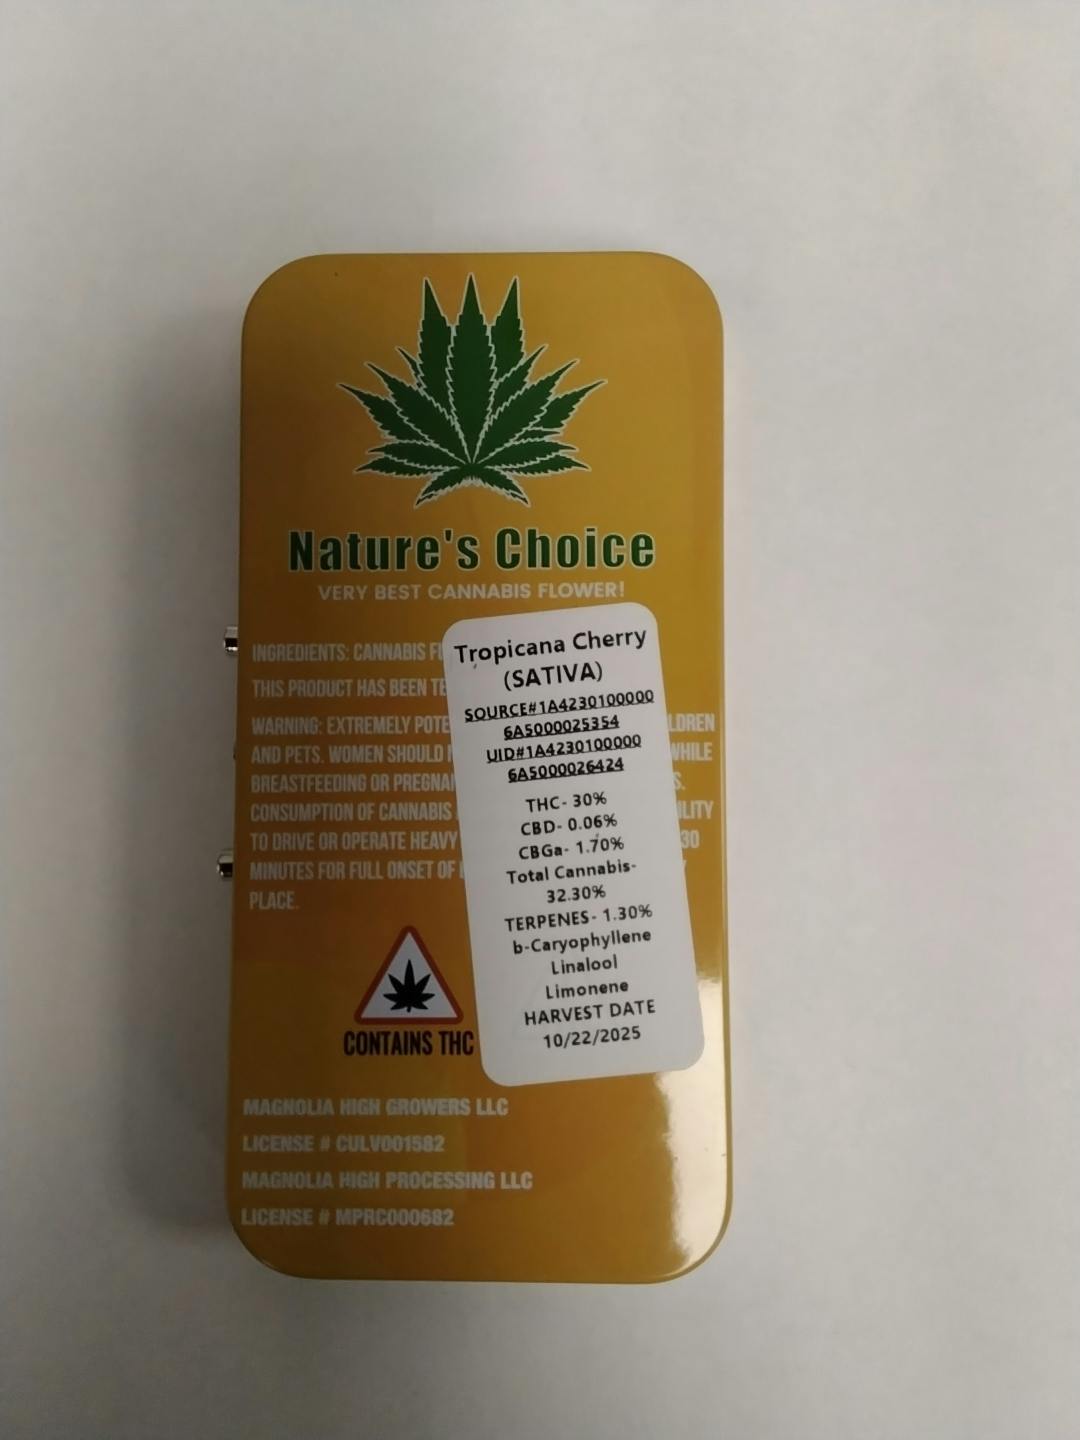 Nature's Choice
VERY BEST CANNABIS FLOWER!
INGREDIENTS: CANNABIS
THIS PRODUCT HAS BEEN
WARNING: EXTREMELY
AND PETS. WOMEN SHOULD WHILE
BREASTFEEDING OR
CONSUMPTION OF CANNABIS
TO DRIVE OR OPERATE HEAVY 30
MINUTES FOR FULL ONSET OF
PLACE.
Tropicana Cherry
(SATIVA)
SOURCE#1A4230100000
6A5000025354
UID#1A4230100000
6A5000026424
THC- 30%
CBD- 0.06%
CBGa- 1.70%
Total Cannabis-
32.30%
TERPENES- 1.30%
b-Caryophyllene
Linalool
Limonene
HARVEST DATE
10/22/2025
CONTAINS THC
MAGNOLIA HIGH GROWERS LLC
LICENSE # CULV001582
MAGNOLIA HIGH PROCESSING LLC
LICENSE # MPRC000682